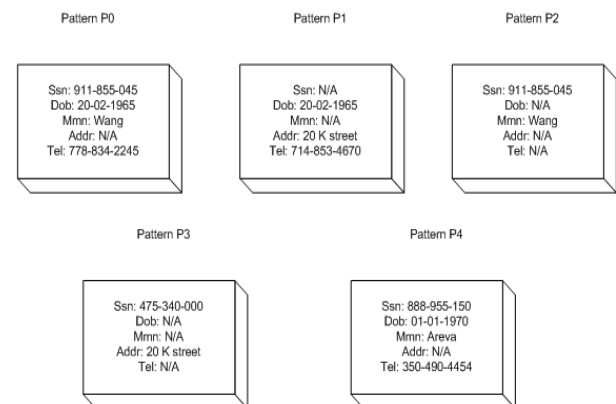 Pattern P0
Pattern P1
Pattern P2
Ssn: 911-855-045
Dob: 20-02-1965
Mmn: Wang
Addr: N/A
Tel: 778-834-2245
Ssn: N/A
Dob: 20-02-1965
Mmn: N/A
Addr: 20 K street
Tel: 714-853-4670
Ssn: 911-855-045
Dob: N/A
Mmn: Wang
Addr: N/A
Tel: N/A
Pattern P3
Pattern P4
Ssn: 475-340-000
Dob: N/A
Mmn: N/A
Addr: 20 K street
Tel: N/A
Ssn: 888-955-150
Dob: 01-01-1970
Mmn: Areva
Addr: N/A
Tel: 350-490-4454